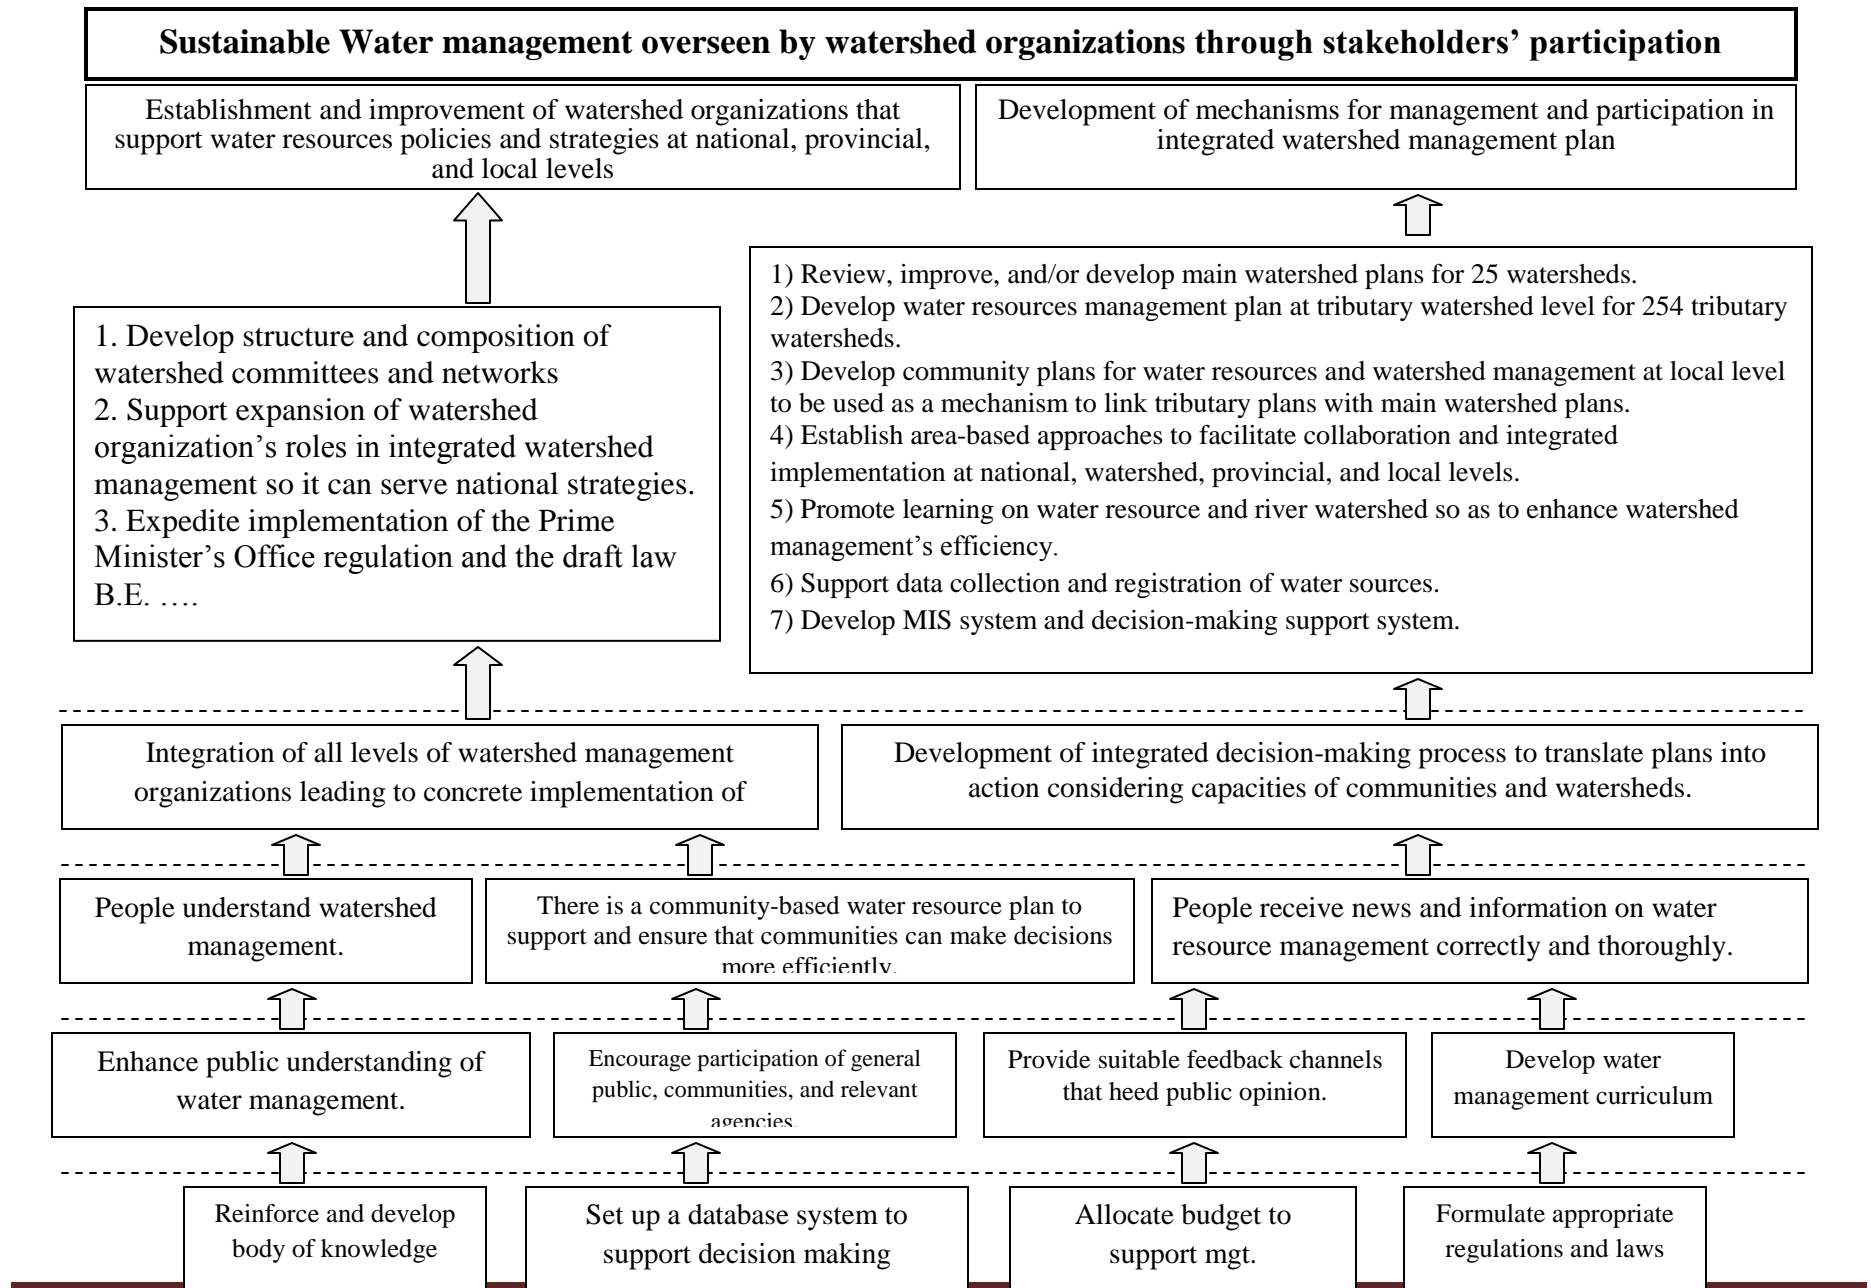 Sustainable Water management overseen by watershed organizations through stakeholders’ participation
Establishment and improvement of watershed organizations that
support water resources policies and strategies at national, provincial,
and local levels
Development of mechanisms for management and participation in
integrated watershed management plan
1. Develop structure and composition of
watershed committees and networks
2. Support expansion of watershed
organization’s roles in integrated watershed
management so it can serve national strategies.
3. Expedite implementation of the Prime
Minister’s Office regulation and the draft law
B.E. ….
1) Review, improve, and/or develop main watershed plans for 25 watersheds.
2) Develop water resources management plan at tributary watershed level for 254 tributary
watersheds.
3) Develop community plans for water resources and watershed management at local level
to be used as a mechanism to link tributary plans with main watershed plans.
4) Establish area-based approaches to facilitate collaboration and integrated
implementation at national, watershed, provincial, and local levels.
5) Promote learning on water resource and river watershed so as to enhance watershed
management’s efficiency.
6) Support data collection and registration of water sources.
7) Develop MIS system and decision-making support system.
Integration of all levels of watershed management
organizations leading to concrete implementation of
Development of integrated decision-making process to translate plans into
action considering capacities of communities and watersheds.
People understand watershed
management.
There is a community-based water resource plan to
support and ensure that communities can make decisions
more efficiently.
People receive news and information on water
resource management correctly and thoroughly.
Enhance public understanding of
water management.
Encourage participation of general
public, communities, and relevant
agencies.
Provide suitable feedback channels
that heed public opinion.
Develop water
management curriculum
Reinforce and develop
body of knowledge
Set up a database system to
support decision making
Allocate budget to
support mgt.
Formulate appropriate
regulations and laws